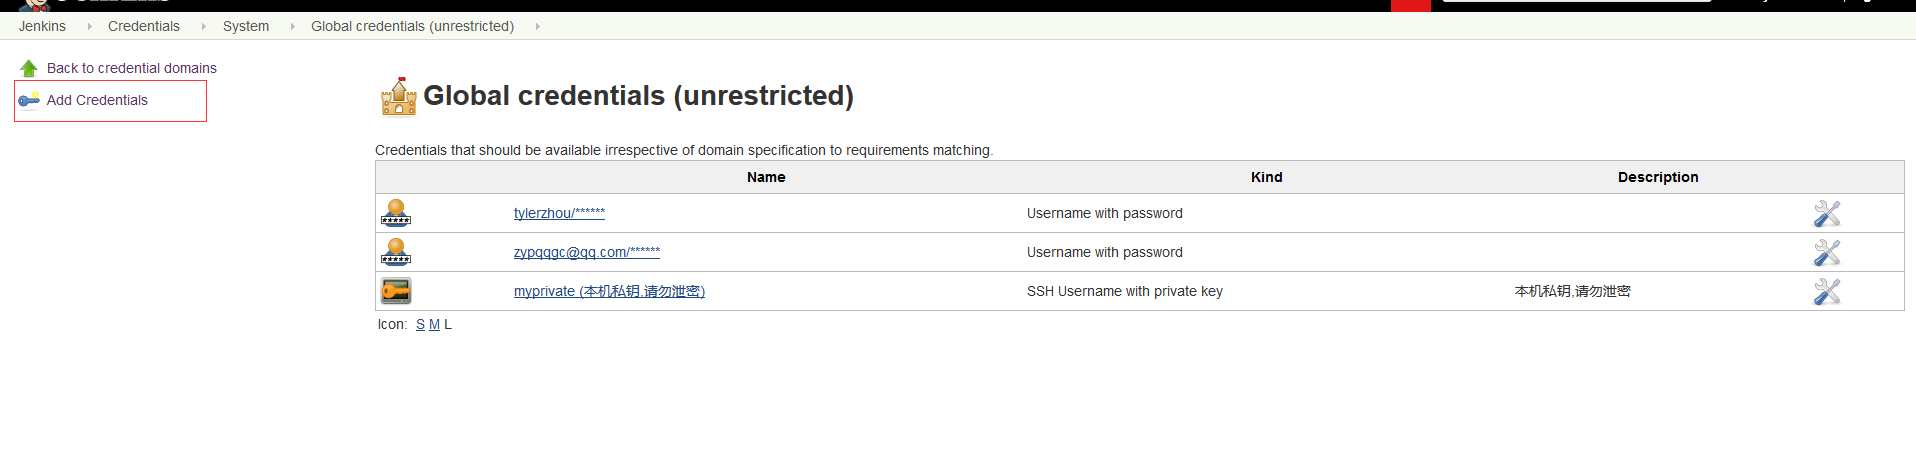 Jenkins Credentials System Global credentials (unrestricted)
Back to credential domains
Add Credentials
Global credentials (unrestricted)
Credentials that should be available irrespective of domain specification to requirements matching.
Name Kind Description
tylerzhou/****** Username with password
zypqqgc@qq.com/****** Username with password
myprivate (本机私钥,请勿泄密) SSH Username with private key 本机私钥,请勿泄密
Icon: S M L